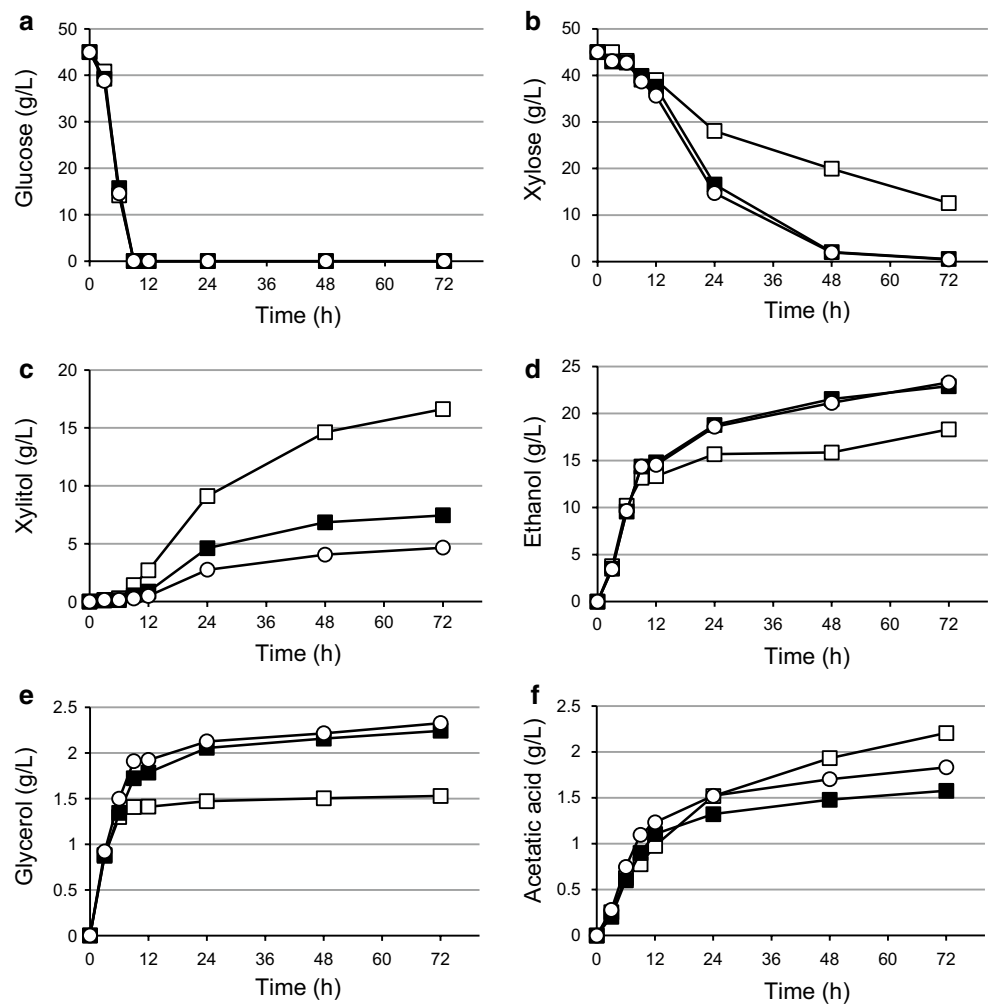 a
Glucose (g/L)
50
40
30
20
10
0
0 12 24 36 48 60 72
Time (h)
b
Xylose (g/L)
50
40
30
20
10
0
0 12 24 36 48 60 72
Time (h)
c
Xylitol (g/L)
20
15
10
5
0
0 12 24 36 48 60 72
Time (h)
d
Ethanol (g/L)
25
20
15
10
5
0
0 12 24 36 48 60 72
Time (h)
e
Glycerol (g/L)
2.5
2
1.5
1
0.5
0
0 12 24 36 48 60 72
Time (h)
f
Acetatic acid (g/L)
2.5
2
1.5
1
0.5
0
0 12 24 36 48 60 72
Time (h)